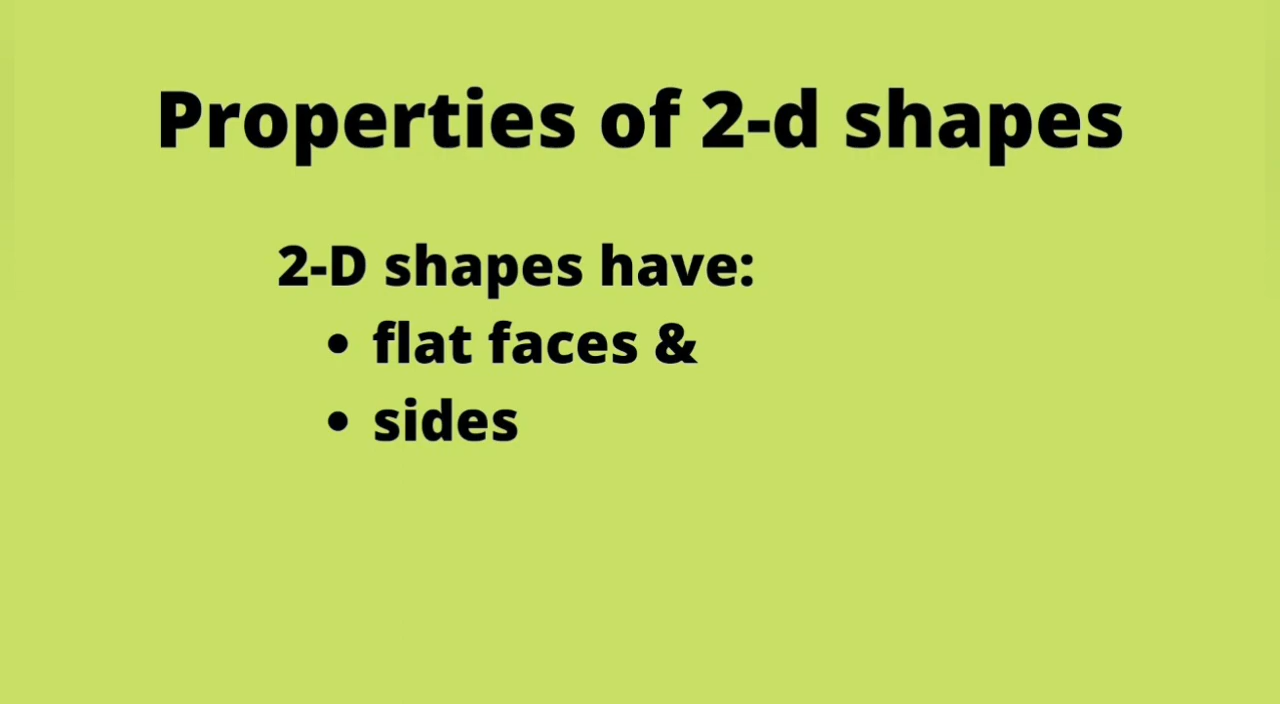 Properties of 2-d shapes
2-D shapes have:
• flat faces &
• sides